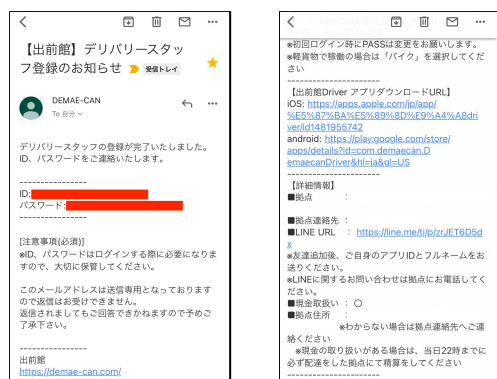 【出前館】デリバリースタッ
フ登録のお知らせ 受信トレイ
DEMAE-CAN
To 自分
デリバリースタッフの登録が完了いたしました。
ID、パスワードをご連絡いたします。
----------------
ID:
パスワード:
----------------
[注意事項(必須)]
※ID、パスワードはログインする際に必要になりま
すので、大切に保管してください。
このメールアドレスは送信専用となっております
ので返信はお受けできません。
返信されましてもご回答できかねますので予めご
了承下さい。
----------------
出前館
https://demae-can.com/
※初回ログイン時にPASSは変更をお願いします。
※軽貨物で稼働の場合は「バイク」を選択してくだ
さい
----------------------
【出前館Driver アプリダウンロードURL】
iOS: https://apps.apple.com/jp/app/
%E5%87%BA%E5%89%8D%E9%A4%A8dri
ver/id1481955742
android: https://play.google.com/store/
apps/details?id=com.demaecan.D
emaecanDriver&hl=ja&gl=US
----------------------
【詳細情報】
■拠点 :
■拠点連絡先 :
■LINE URL : https://line.me/ti/p/zrJET6D5d
x
※友達追加後、ご自身のアプリIDとフルネームをお
送りください。
※LINEに関するお問い合わせは拠点にお電話してく
ださい。
■現金取扱い : ○
■拠点住所 :
※わからない場合は拠点連絡先へご連
絡ください
※現金の取り扱いがある場合は、当日22時までに
必ず配達をした拠点にて精算をしてください
----------------------